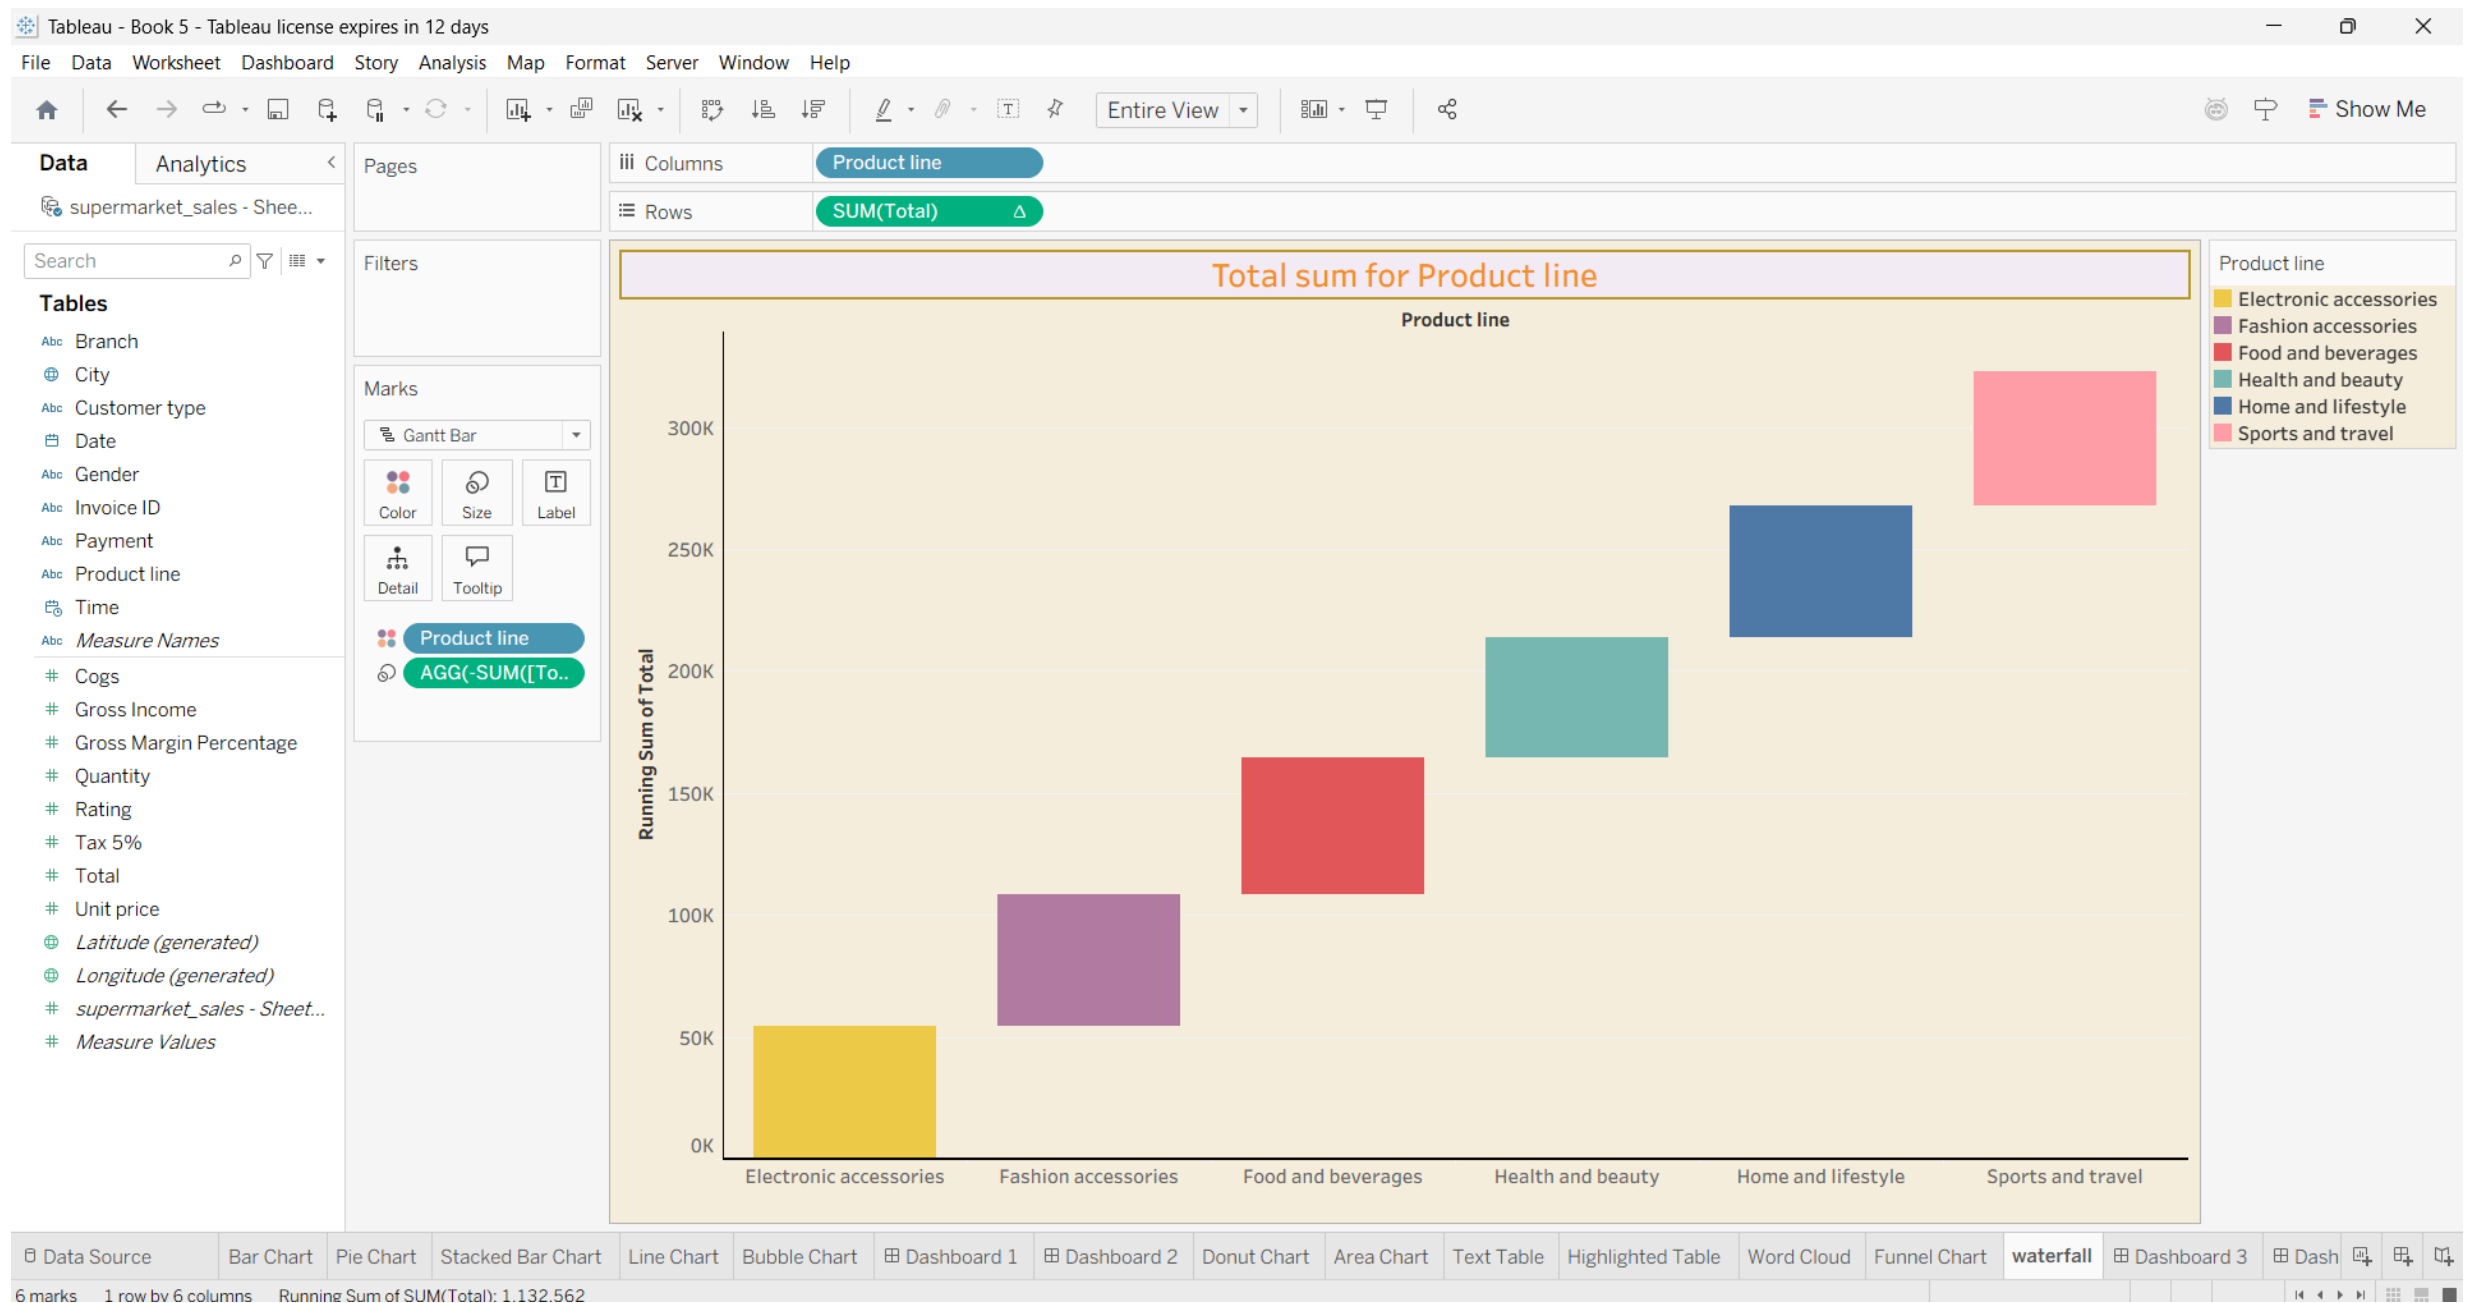 Tableau - Book 5 - Tableau license expires in 12 days
File Data Worksheet Dashboard Story Analysis Map Format Server Window Help
Entire View
Show Me
Data Analytics
supermarket_sales - Shee...
Search
Tables
Abc Branch
City
Abc Customer type
Date
Abc Gender
Abc Invoice ID
Abc Payment
Abc Product line
Time
Abc Measure Names
# Cogs
# Gross Income
# Gross Margin Percentage
# Quantity
# Rating
# Tax 5%
# Total
# Unit price
Latitude (generated)
Longitude (generated)
# supermarket_sales - Sheet...
# Measure Values
Pages
Filters
Marks
Gantt Bar
Color Size Label
Detail Tooltip
Product line
AGG(-SUM([To..
Columns Product line
Rows SUM(Total) Δ
Total sum for Product line
Product line
Running Sum of Total
300K
250K
200K
150K
100K
50K
0K
Electronic accessories Fashion accessories Food and beverages Health and beauty Home and lifestyle Sports and travel
Product line
Electronic accessories
Fashion accessories
Food and beverages
Health and beauty
Home and lifestyle
Sports and travel
Data Source Bar Chart Pie Chart Stacked Bar Chart Line Chart Bubble Chart Dashboard 1 Dashboard 2 Donut Chart Area Chart Text Table Highlighted Table Word Cloud Funnel Chart waterfall Dashboard 3 Dash
6 marks 1 row by 6 columns Running Sum of SUM(Total): 1,132,562